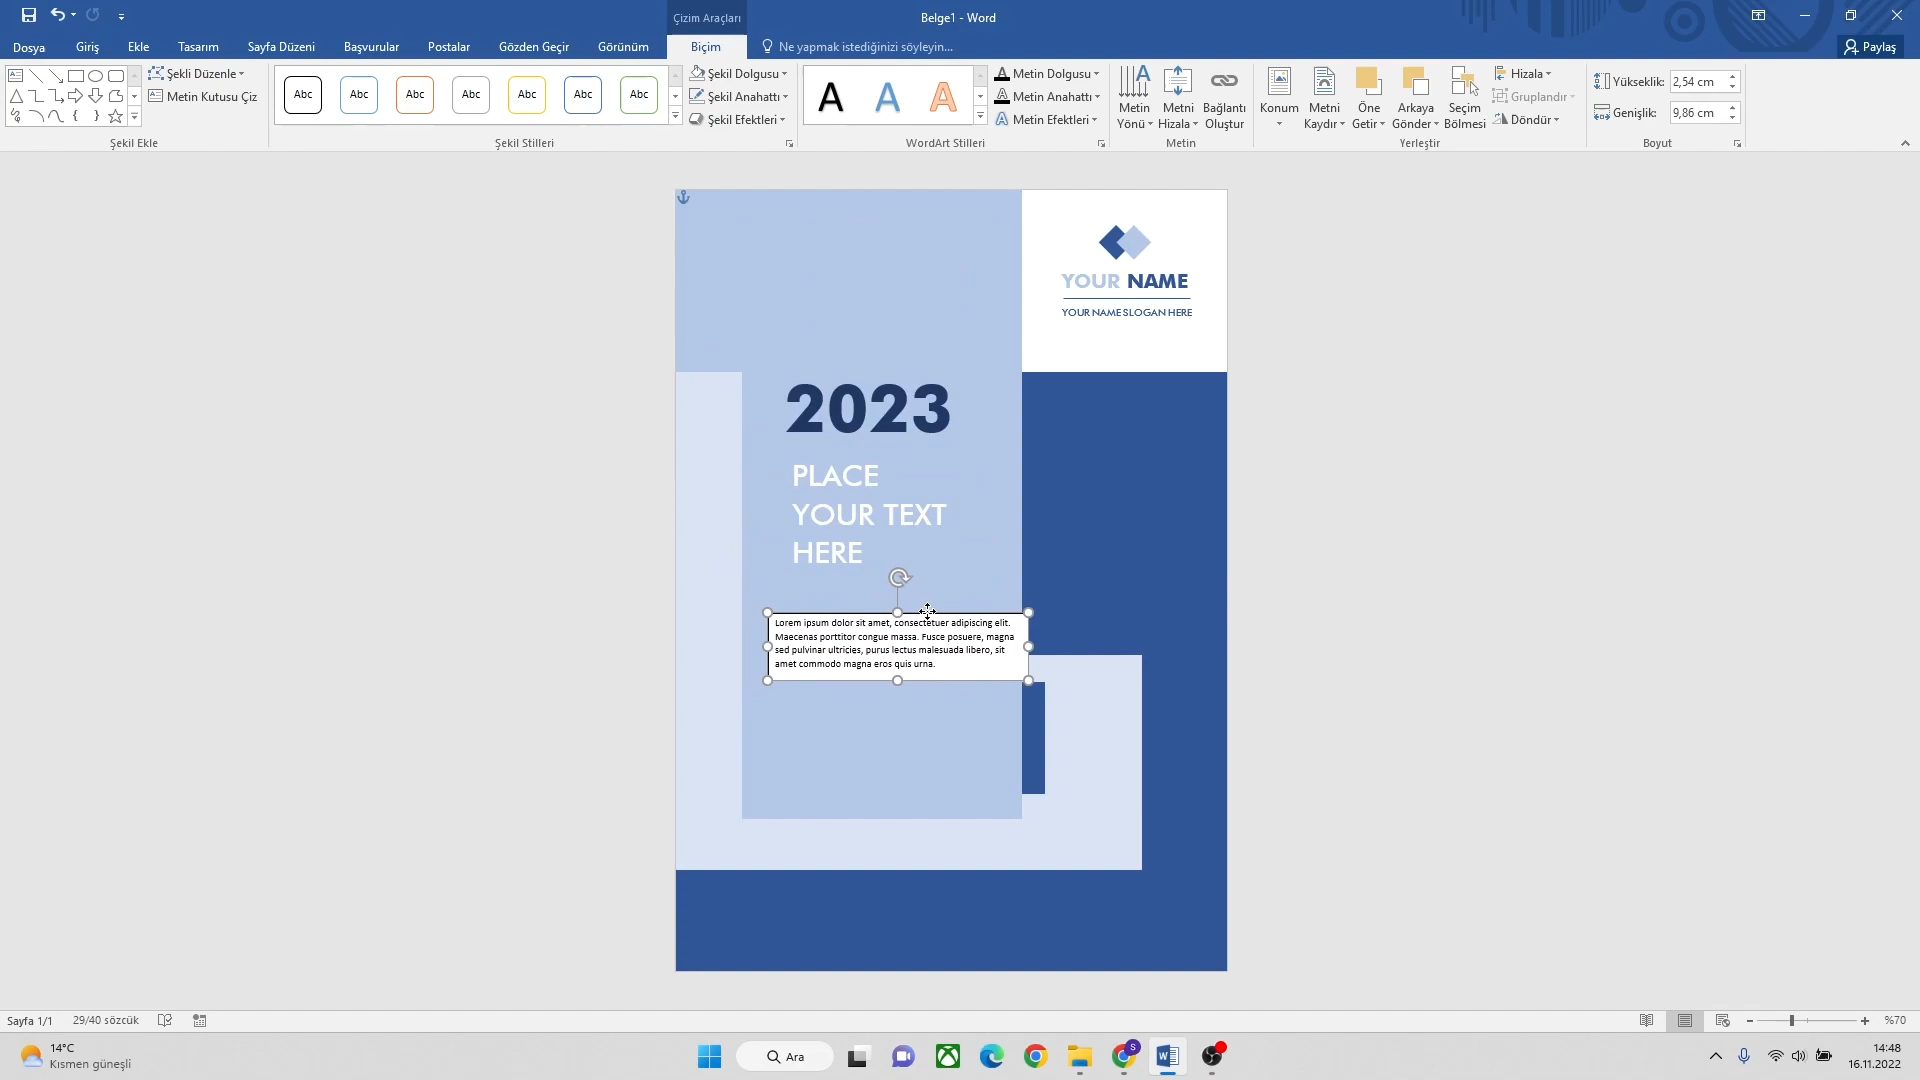 Çizim Araçları
Belge1 - Word
Dosya
Giriş
Ekle
Tasarım
Sayfa Düzeni
Başvurular
Postalar
Gözden Geçir
Görünüm
Biçim
Ne yapmak istediğinizi söyleyin...
Paylaş
Şekli Düzenle
Metin Kutusu Çiz
Şekil Ekle
Abc Abc Abc Abc Abc Abc Abc
Şekil Dolgusu
Şekil Anahattı
Şekil Efektleri
Şekil Stilleri
A A A
Metin Dolgusu
Metin Anahattı
Metin Efektleri
WordArt Stilleri
Metin
Yönü
Metni
Hizala
Bağlantı
Oluştur
Metin
Konum
Metni
Kaydır
Öne
Getir
Arkaya
Gönder
Seçim
Bölmesi
Hizala
Gruplandır
Döndür
Yerleştir
Yükseklik: 2,54 cm
Genişlik: 9,86 cm
Boyut
YOUR NAME
YOUR NAME SLOGAN HERE
2023
PLACE
YOUR TEXT
HERE
Lorem ipsum dolor sit amet, consectetuer adipiscing elit.
Maecenas porttitor congue massa. Fusce posuere, magna
sed pulvinar ultricies, purus lectus malesuada libero, sit
amet commodo magna eros quis urna.
Sayfa 1/1
29/40 sözcük
%70
14°C
Kısmen güneşli
Ara
S
14:48
16.11.2022